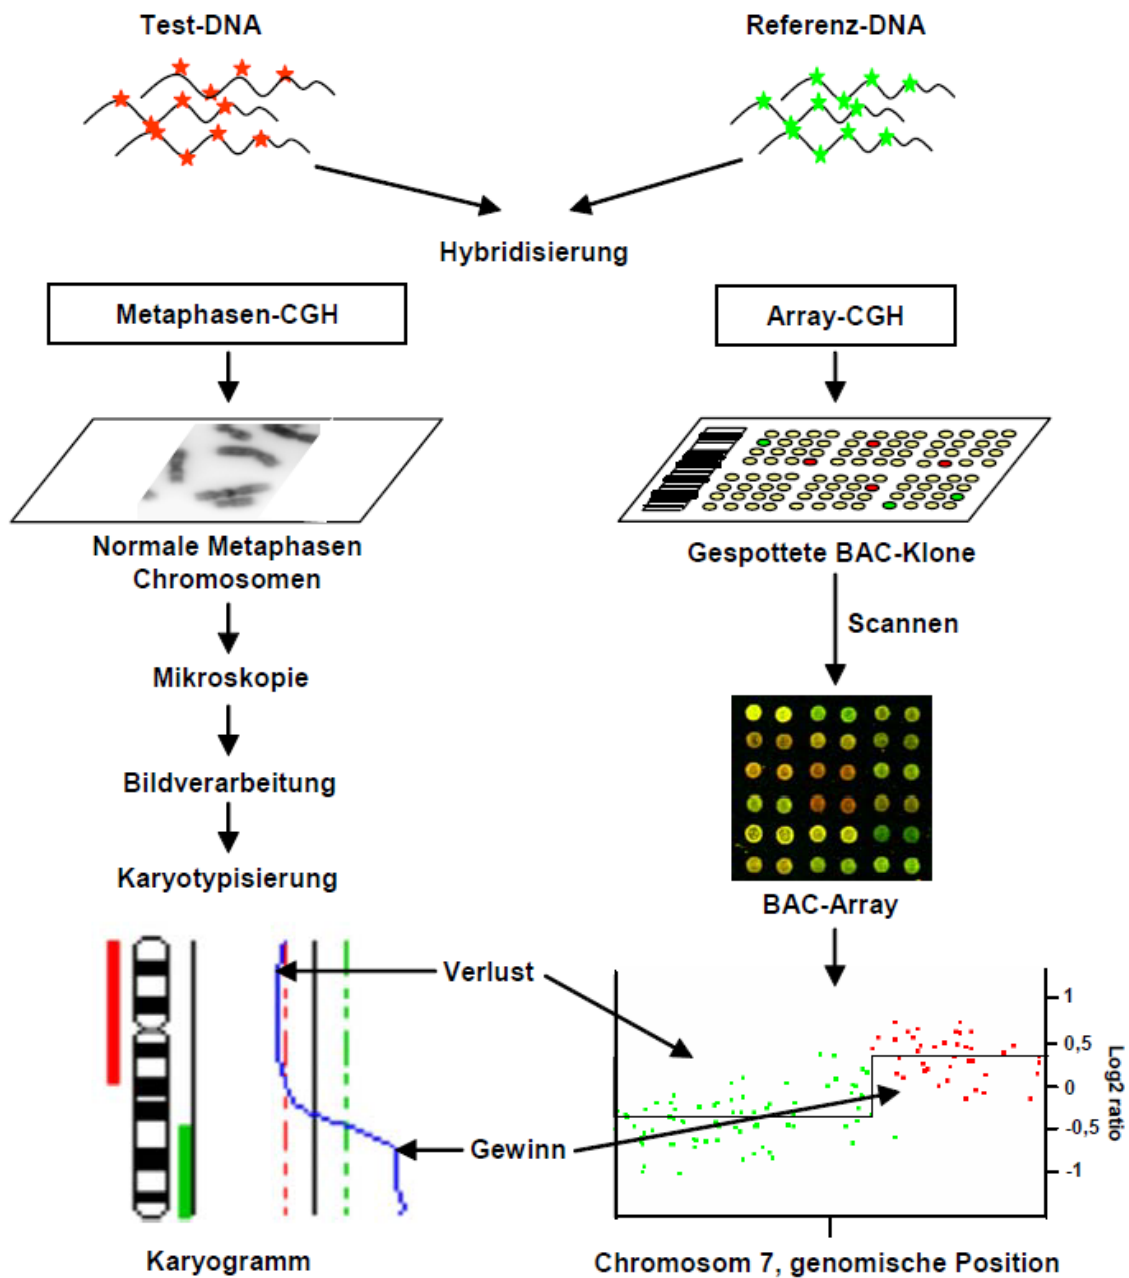 Test-DNA
Referenz-DNA
Hybridisierung
Metaphasen-CGH
Array-CGH
Normale Metaphasen
Chromosomen
Gespottete BAC-Klone
Scannen
Mikroskopie
Bildverarbeitung
Karyotypisierung
BAC-Array
Verlust
Gewinn
1
0,5
0
-0,5
-1
Log2 ratio
Karyogramm
Chromosom 7, genomische Position